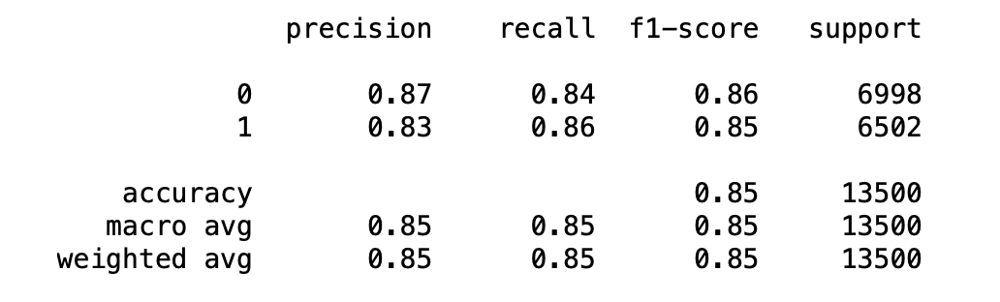 precision recall f1-score support
0 0.87 0.84 0.86 6998
1 0.83 0.86 0.85 6502
accuracy 0.85 13500
macro avg 0.85 0.85 0.85 13500
weighted avg 0.85 0.85 0.85 13500